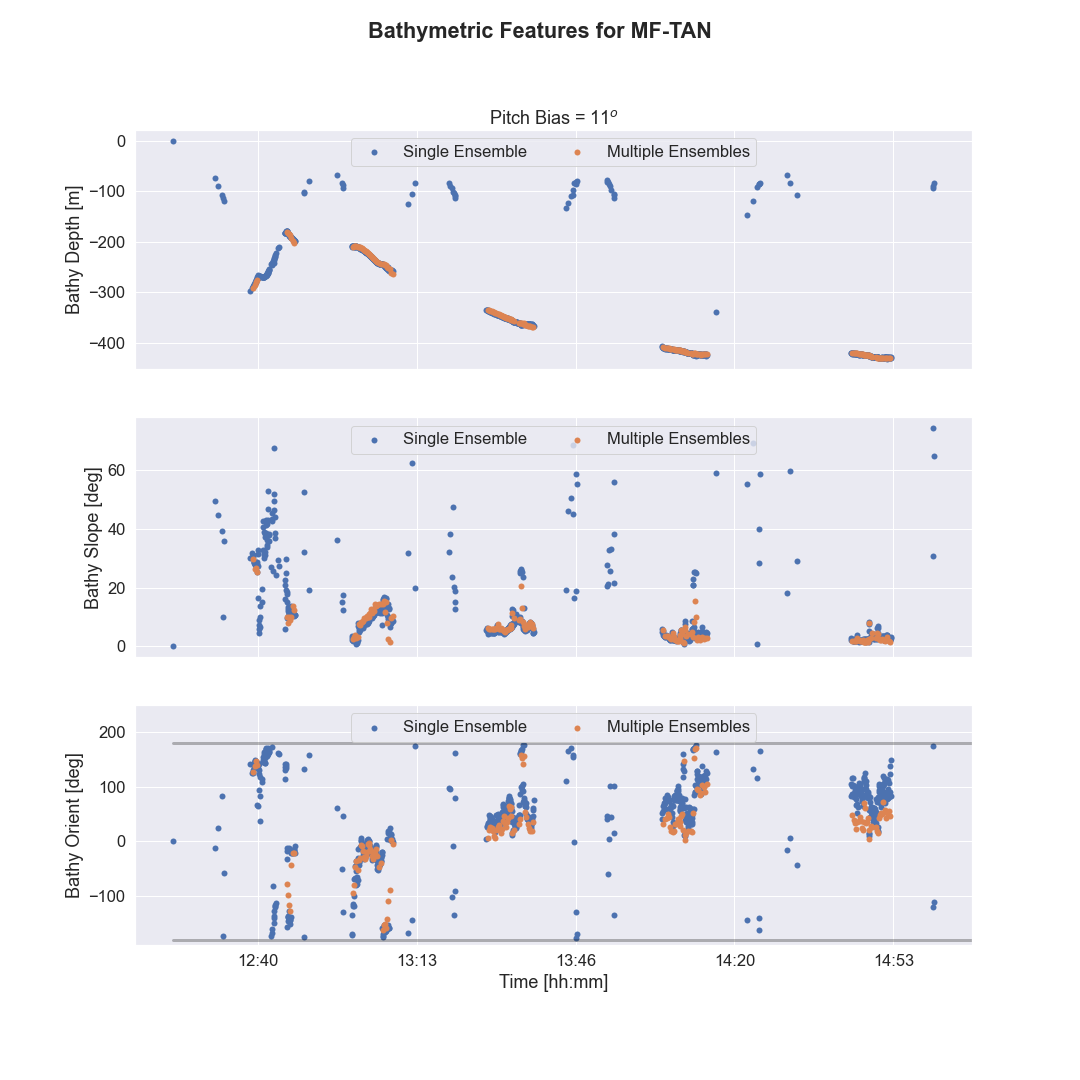 Bathymetric Features for MF-TAN
Pitch Bias = 11°
Single Ensemble Multiple Ensembles
0
−100
−200
−300
−400
Bathy Depth [m]
Single Ensemble Multiple Ensembles
60
40
20
0
Bathy Slope [deg]
Single Ensemble Multiple Ensembles
200
100
0
−100
Bathy Orient [deg]
12:40 13:13 13:46 14:20 14:53
Time [hh:mm]